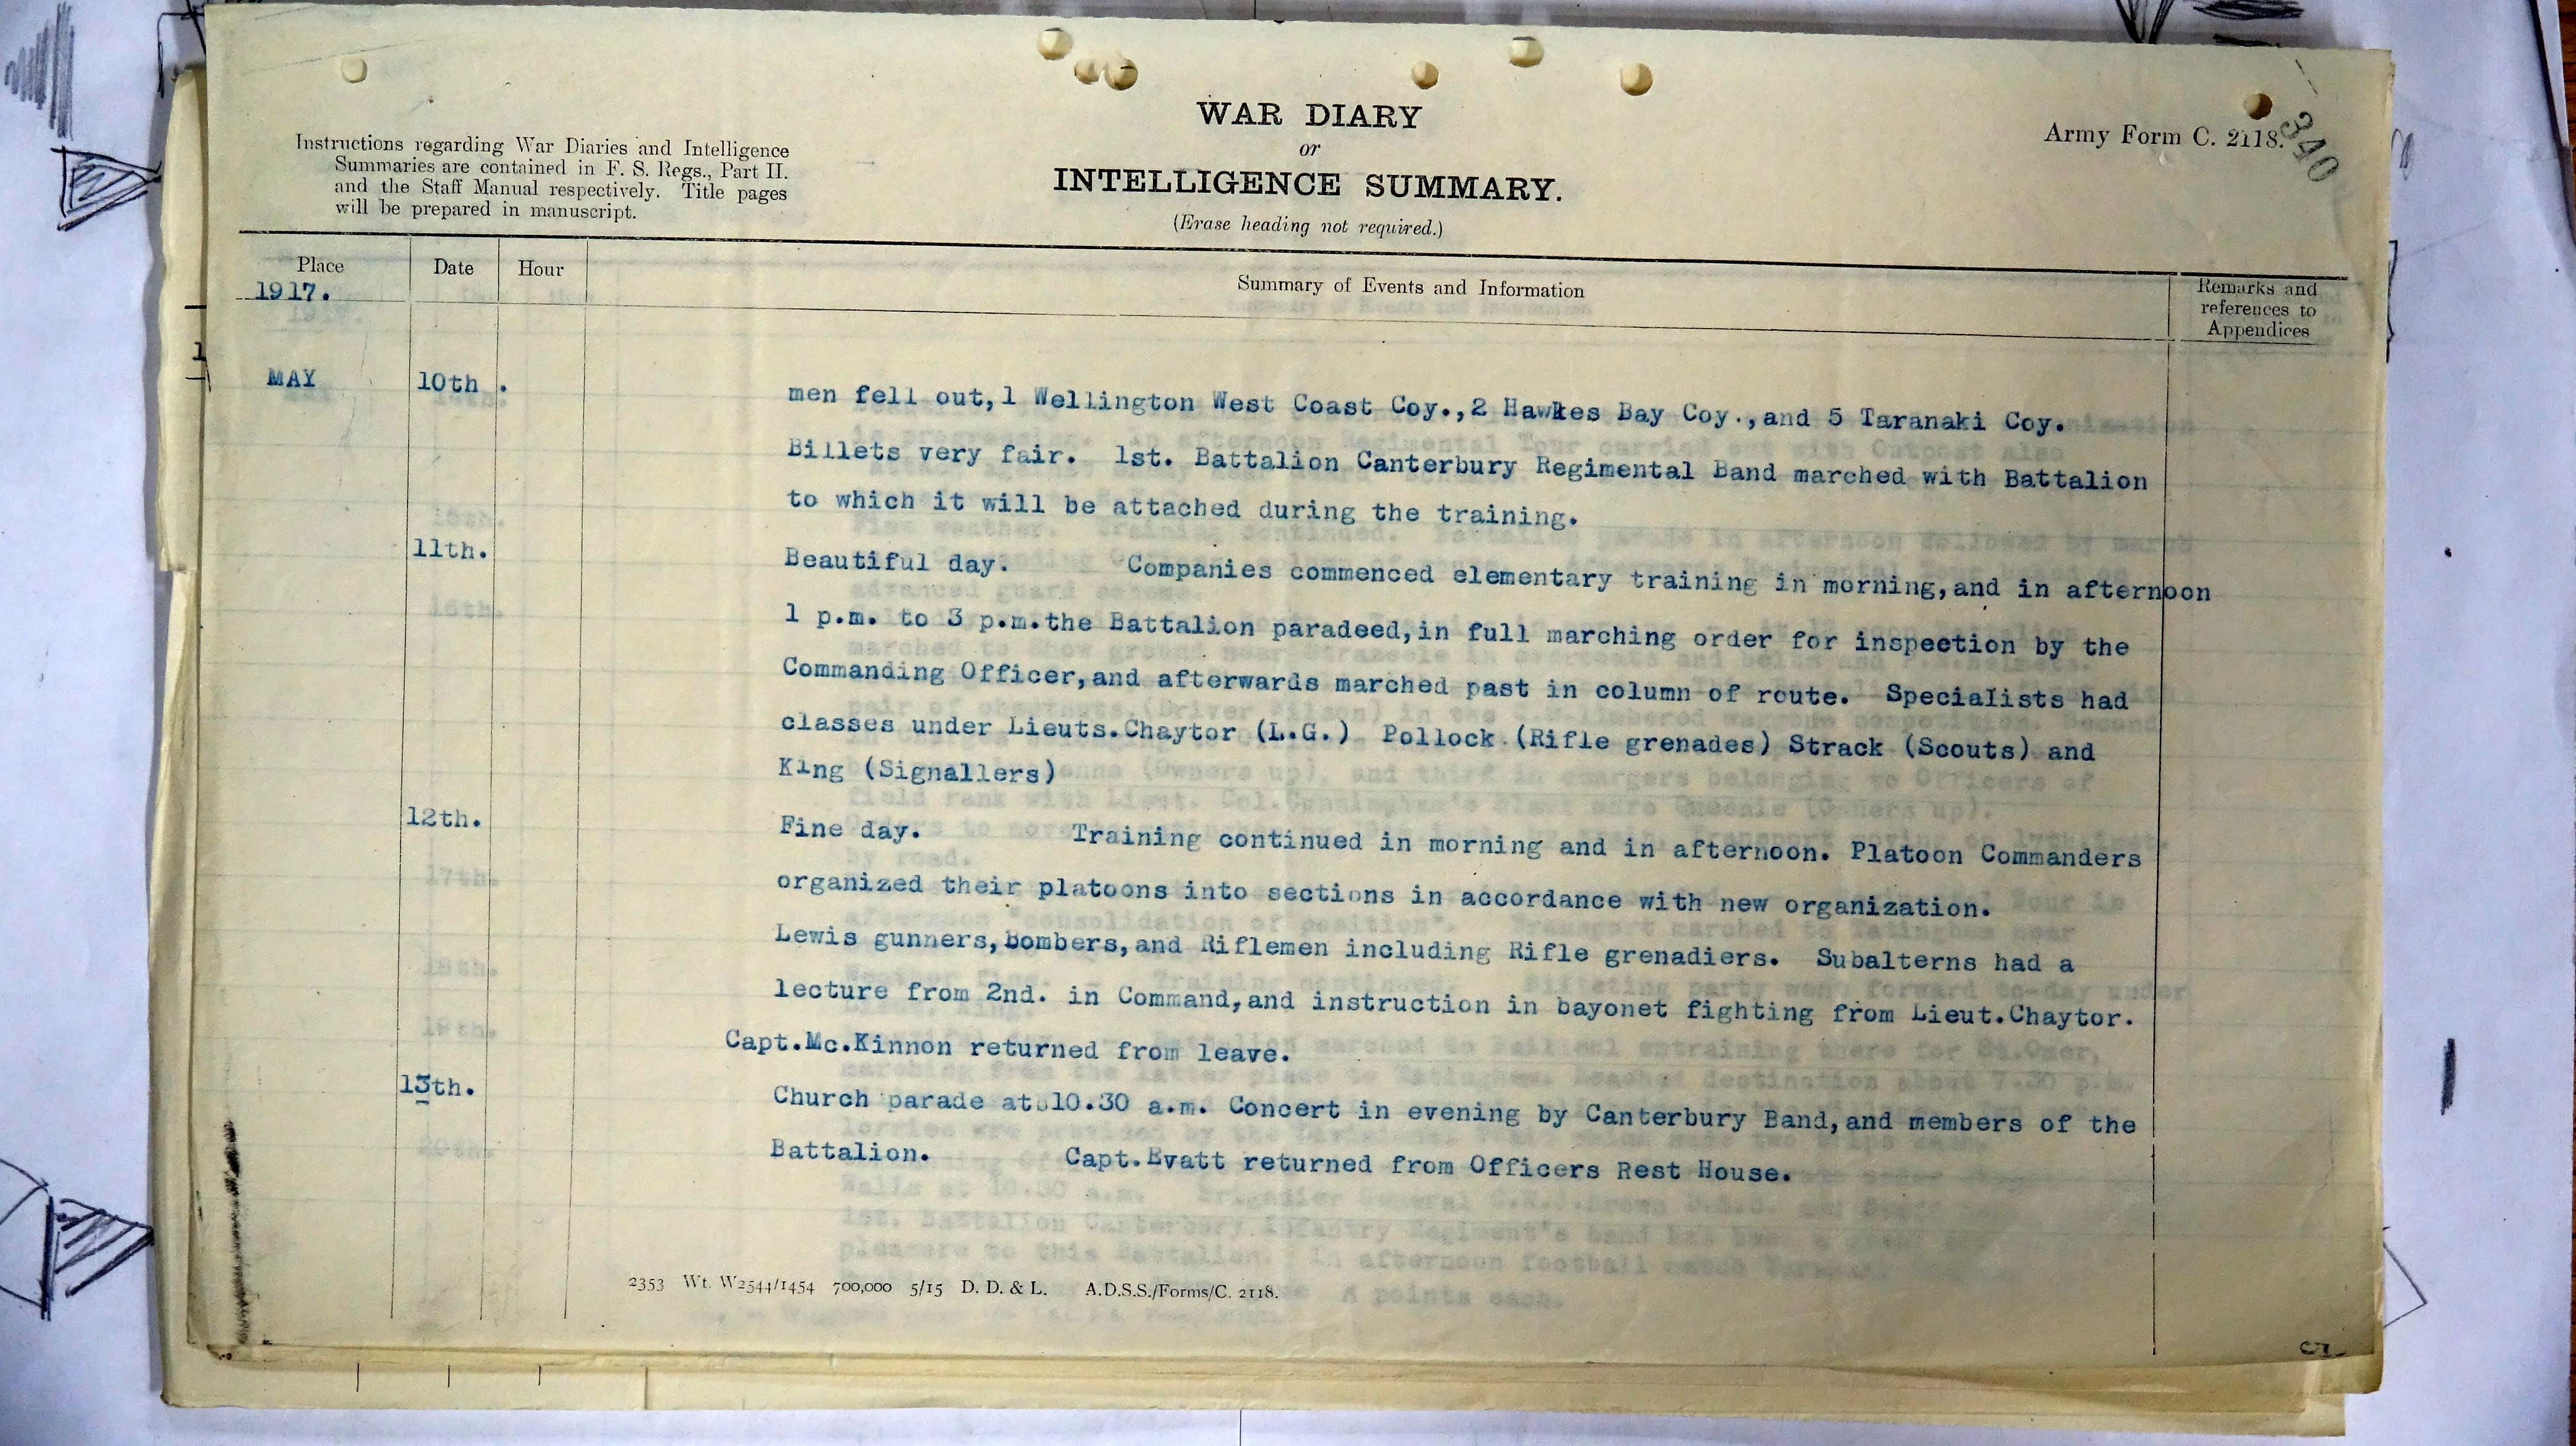 WAR DIARY
or
INTELLIGENCE SUMMARY.
(Erase heading not required.)
Instructions regarding War Diaries and Intelligence
Summaries are contained in F. S. Regs., Part II.
and the Staff Manual respectively. Title pages
will be prepared in manuscript.
Army Form C. 2118.
340
Place
Date
Hour
Summary of Events and Information
Remarks and
references to
Appendices
1917.
MAY 10th . men fell out,1 Wellington West Coast Coy.,2 Hawkes Bay Coy.,and 5 Taranaki Coy.
Billets very fair. 1st. Battalion Canterbury Regimental Band marched with Battalion
to which it will be attached during the training.
11th. Beautiful day. Companies commenced elementary training in morning,and in afternoon
1 p.m. to 3 p.m.the Battalion paradeed,in full marching order for inspection by the
Commanding Officer,and afterwards marched past in column of route. Specialists had
classes under Lieuts.Chaytor (L.G.) Pollock (Rifle grenades) Strack (Scouts) and
King (Signallers)
12th. Fine day. Training continued in morning and in afternoon. Platoon Commanders
organized their platoons into sections in accordance with new organization.
Lewis gunners,bombers,and Riflemen including Rifle grenadiers. Subalterns had a
lecture from 2nd. in Command,and instruction in bayonet fighting from Lieut.Chaytor.
Capt.Mc.Kinnon returned from leave.
13th. Church parade at 10.30 a.m. Concert in evening by Canterbury Band,and members of the
Battalion. Capt.Evatt returned from Officers Rest House.
2353 Wt. W2544/1454 700,000 5/15 D. D. & L. A.D.S.S./Forms/C. 2118.